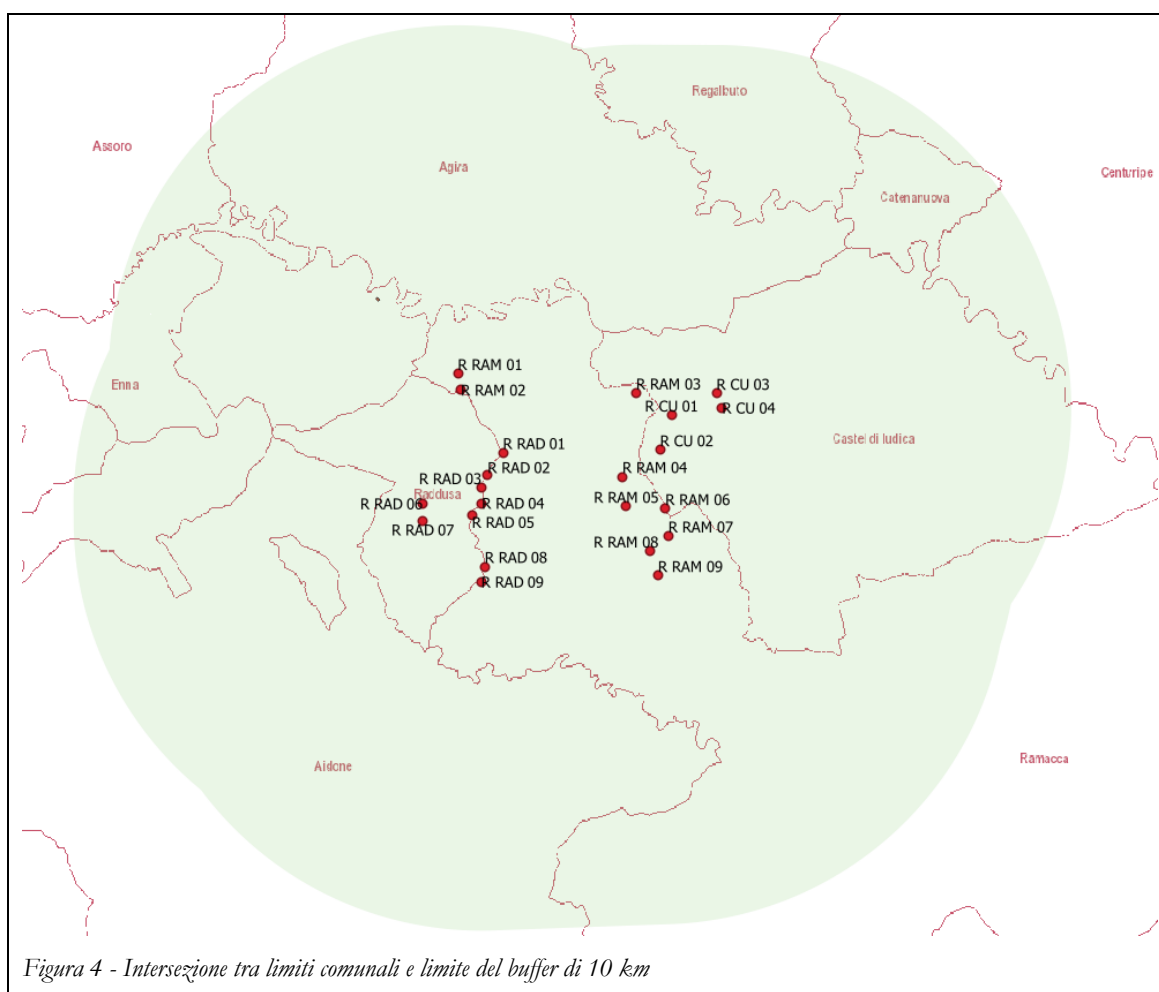 Regalbuto
Assoro
Agira
Centuripe
Catenanuova
R RAM 01
Enna
R RAM 02
R RAM 03
R CU 03
R CU 01
R CU 04
Castel di Iudica
R RAD 01
R CU 02
R RAD 02
R RAM 04
R RAD 03
Raddusa
R RAD 06
R RAD 04
R RAM 05
R RAM 06
R RAD 05
R RAD 07
R RAM 07
R RAM 08
R RAD 08
R RAM 09
R RAD 09
Ramacca
Aidone
Figura 4 - Intersezione tra limiti comunali e limite del buffer di 10 km